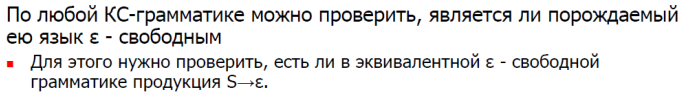 По любой КС-грамматике можно проверить, является ли порождаемый
ею язык ε - свободным
Для этого нужно проверить, есть ли в эквивалентной ε - свободной
грамматике продукция S→ε.